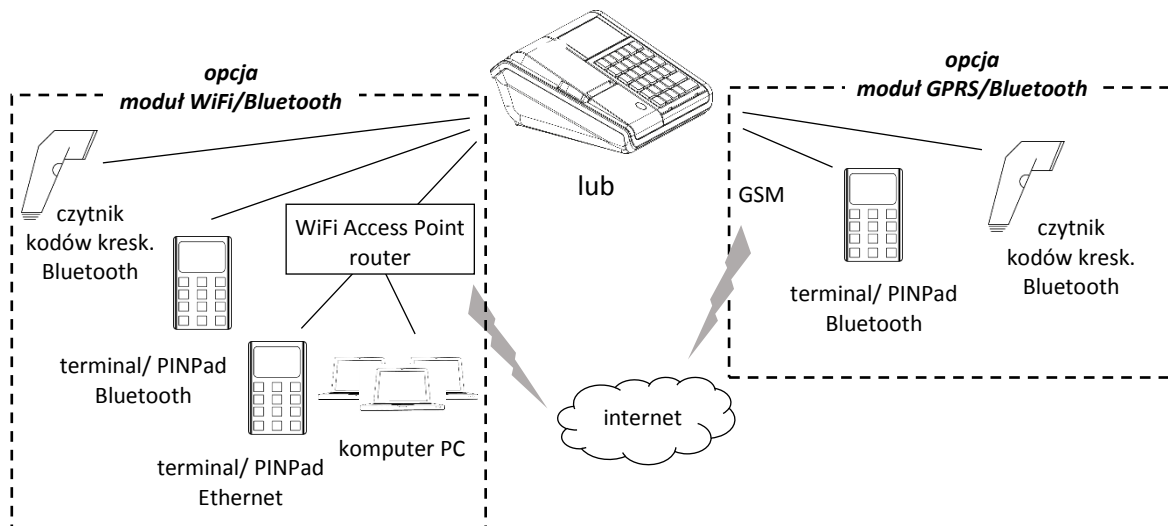 opcja
moduł WiFi/Bluetooth
czytnik
kodów kresk.
Bluetooth
WiFi Access Point
router
terminal/ PINPad
Bluetooth
terminal/ PINPad
Ethernet
komputer PC
lub
internet
opcja
moduł GPRS/Bluetooth
GSM
terminal/ PINPad
Bluetooth
czytnik
kodów kresk.
Bluetooth